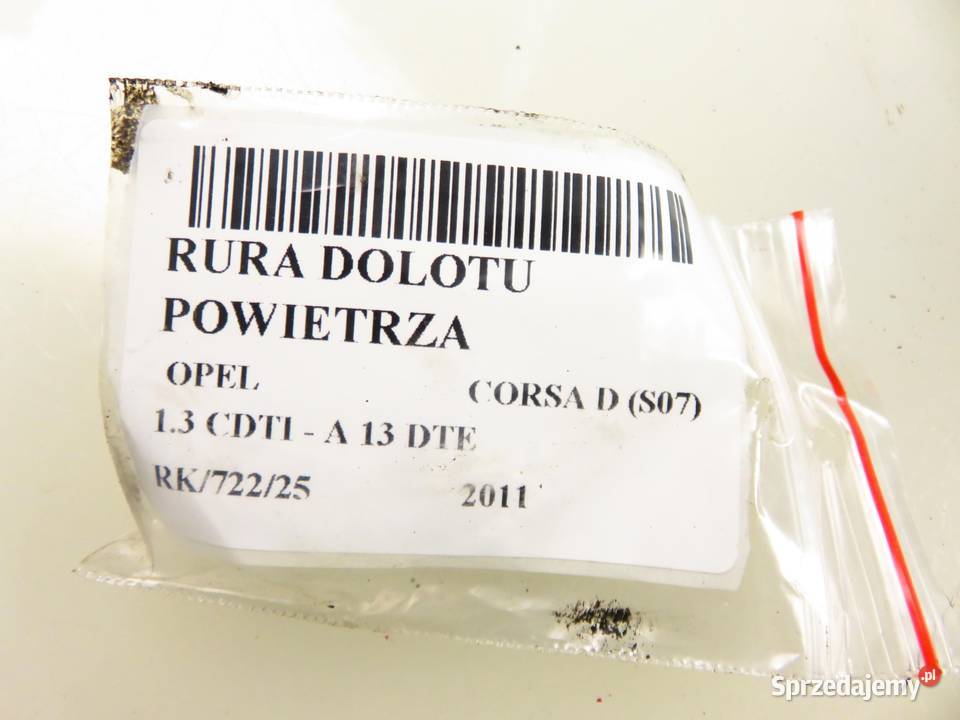 RURA DOLOTU
POWIETRZA
OPEL CORSA D (S07)
1.3 CDTI - A 13 DTE
RK/722/25 2011
Sprzedajemy.pl